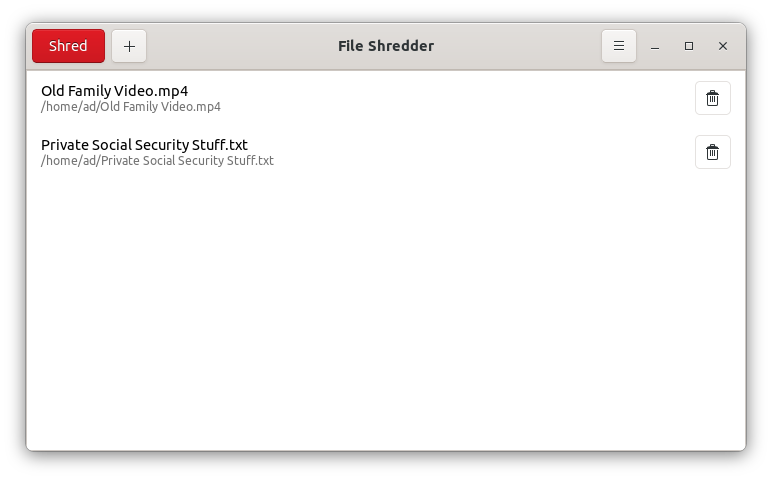 Shred
File Shredder
Old Family Video.mp4
/home/ad/Old Family Video.mp4
Private Social Security Stuff.txt
/home/ad/Private Social Security Stuff.txt